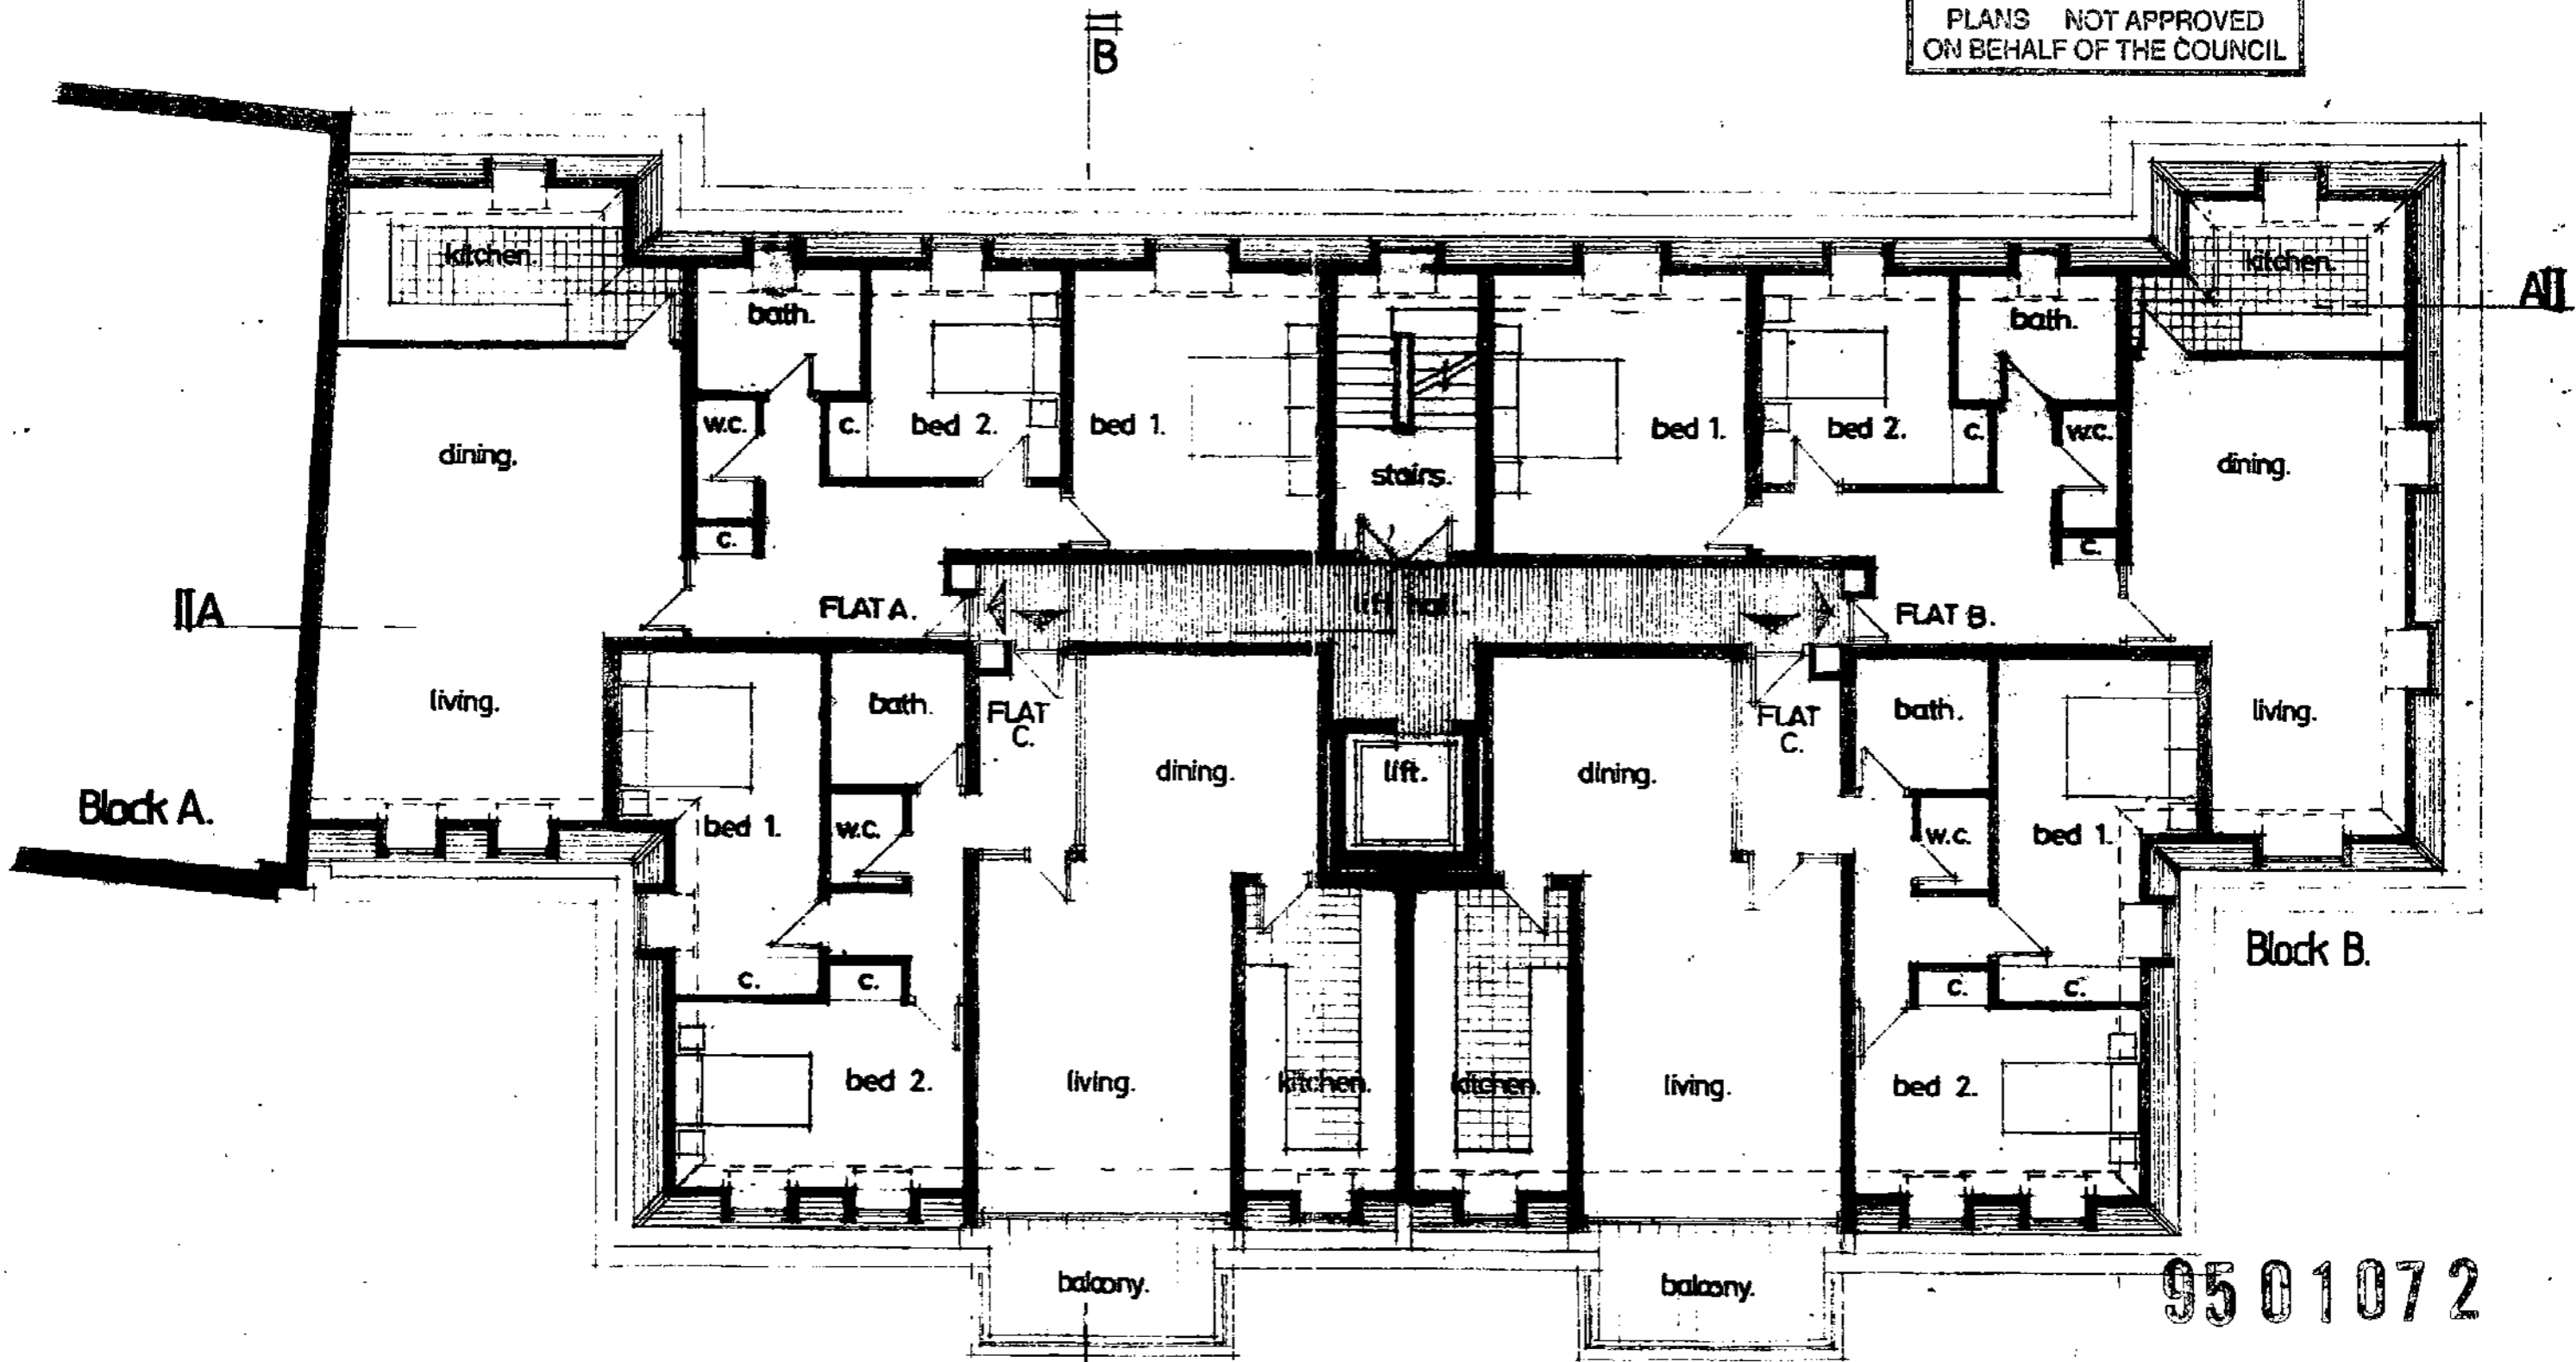 PLANS NOT APPROVED
ON BEHALF OF THE COUNCIL
B
kitchen.
kitchen.
A
bath.
bath.
w.c.
c.
bed 2.
bed 1.
bed 1.
bed 2.
c.
w.c.
dining.
stairs.
dining.
c.
c.
A
FLAT A.
lift hall.
FLAT B.
living.
bath.
FLAT
C.
FLAT
C.
bath.
living.
dining.
lift.
dining.
Block A.
bed 1.
w.c.
w.c.
bed 1.
Block B.
c.
c.
c.
c.
bed 2.
living.
kitchen.
kitchen.
living.
bed 2.
balcony.
balcony.
9501072